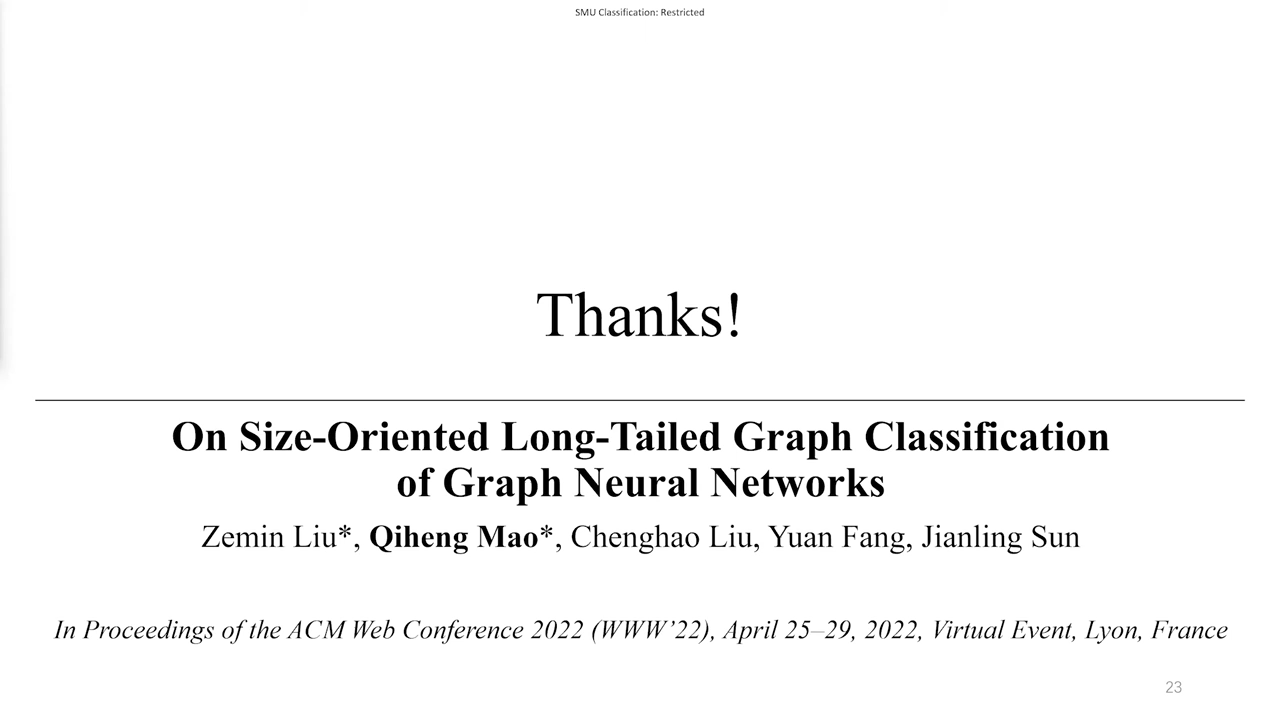 SMU Classification: Restricted
Thanks!
On Size-Oriented Long-Tailed Graph Classification
of Graph Neural Networks
Zemin Liu*, Qiheng Mao*, Chenghao Liu, Yuan Fang, Jianling Sun
In Proceedings of the ACM Web Conference 2022 (WWW’22), April 25–29, 2022, Virtual Event, Lyon, France
23